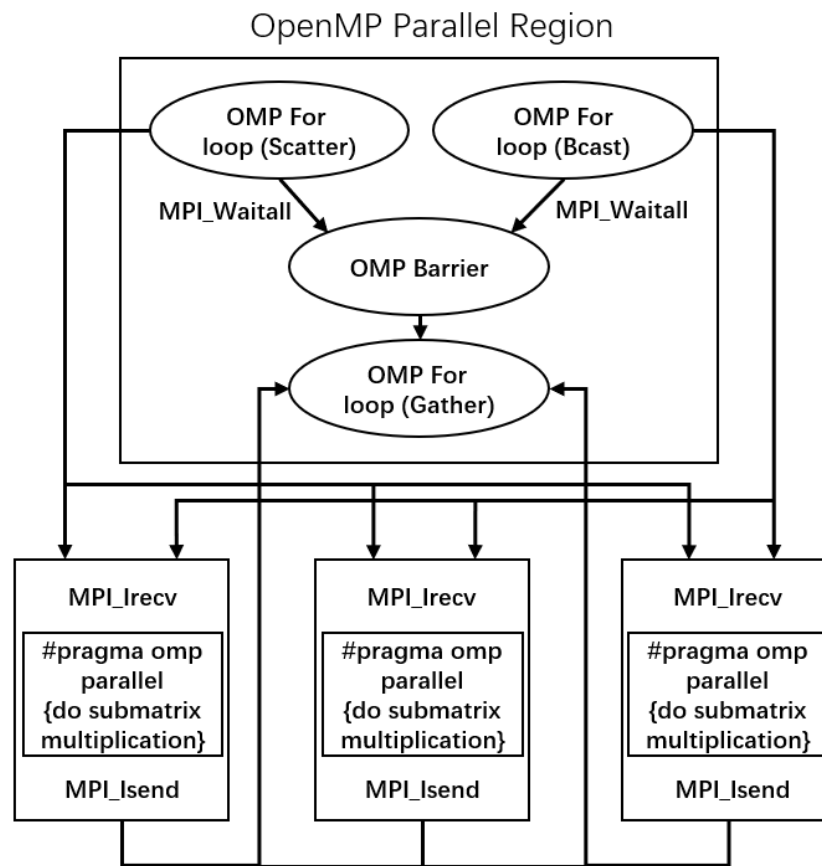 OpenMP Parallel Region
OMP For
loop (Scatter)
OMP For
loop (Bcast)
MPI_Waitall
MPI_Waitall
OMP Barrier
OMP For
loop (Gather)
MPI_Irecv
#pragma omp
parallel
{do submatrix
multiplication}
MPI_Isend
MPI_Irecv
#pragma omp
parallel
{do submatrix
multiplication}
MPI_Isend
MPI_Irecv
#pragma omp
parallel
{do submatrix
multiplication}
MPI_Isend